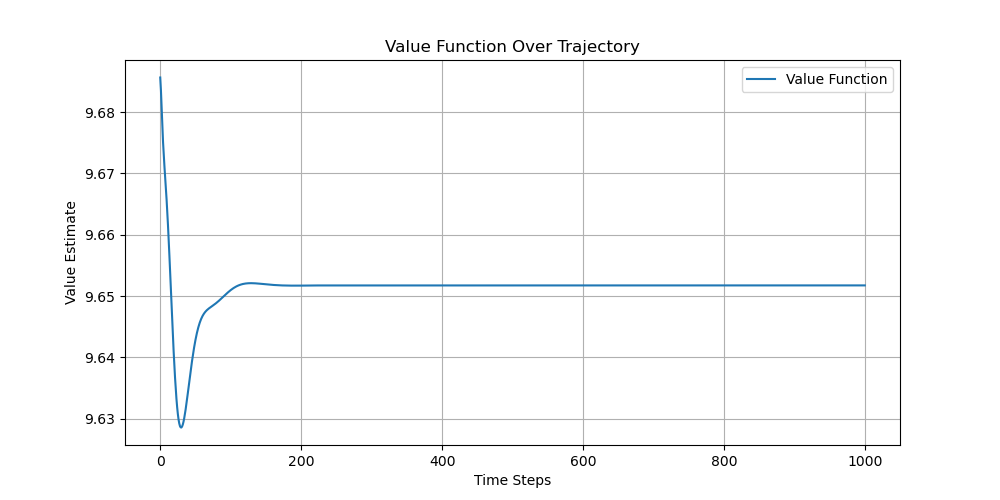 Value Function Over Trajectory
Value Function
9.68
9.67
9.66
9.65
9.64
9.63
Value Estimate
0 200 400 600 800 1000
Time Steps